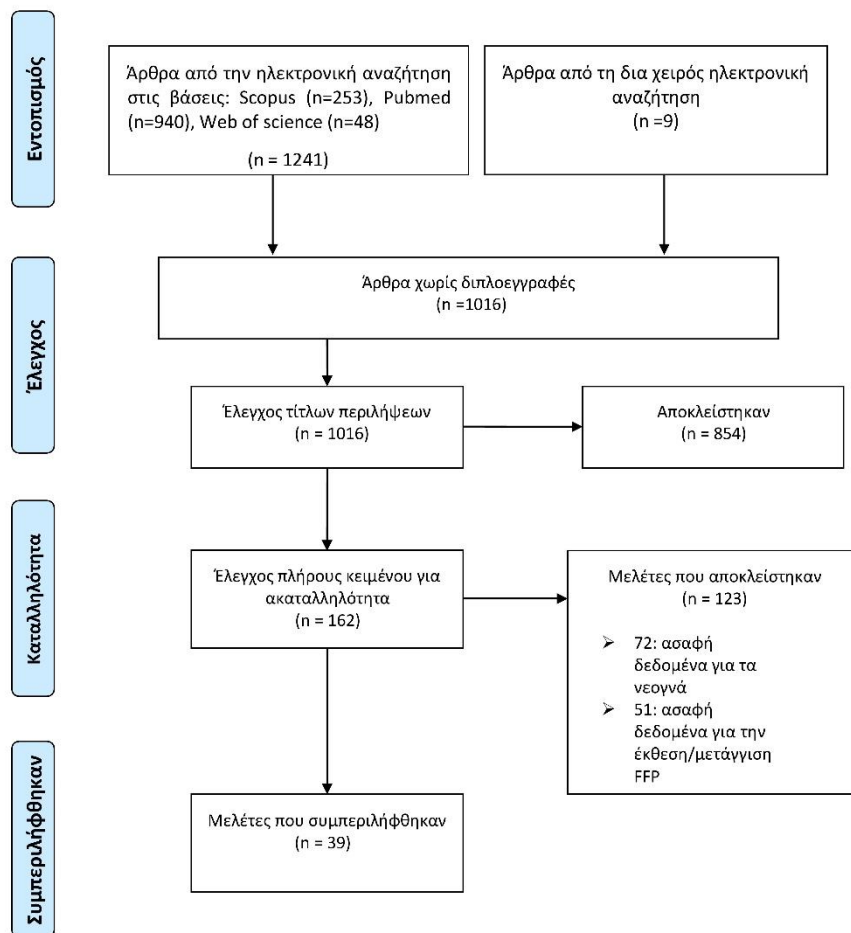 Εντοπισμός
Άρθρα από την ηλεκτρονική αναζήτηση
στις βάσεις: Scopus (n=253), Pubmed
(n=940), Web of science (n=48)
(n = 1241)
Άρθρα από τη δια χειρός ηλεκτρονική
αναζήτηση
(n =9)
Έλεγχος
Άρθρα χωρίς διπλοεγγραφές
(n =1016)
Έλεγχος τίτλων περιλήψεων
(n = 1016)
Αποκλείστηκαν
(n = 854)
Καταλληλότητα
Έλεγχος πλήρους κειμένου για
ακαταλληλότητα
(n = 162)
Μελέτες που αποκλείστηκαν
(n = 123)
➢ 72: ασαφή
δεδομένα για τα
νεογνά
➢ 51: ασαφή
δεδομένα για την
έκθεση/μετάγγιση
FFP
Συμπεριλήφθηκαν
Μελέτες που συμπεριλήφθηκαν
(n = 39)